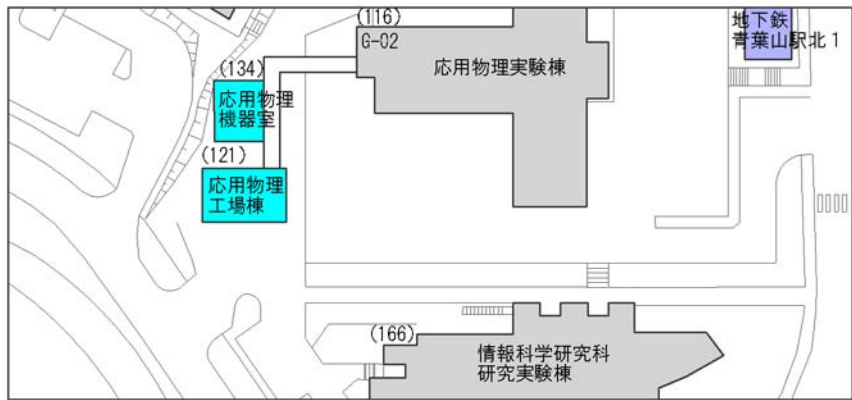 (116)
G-02
応用物理実験棟
地下鉄
青葉山駅北１
(134)
応用物理
機器室
(121)
応用物理
工場棟
(166)
情報科学研究科
研究実験棟